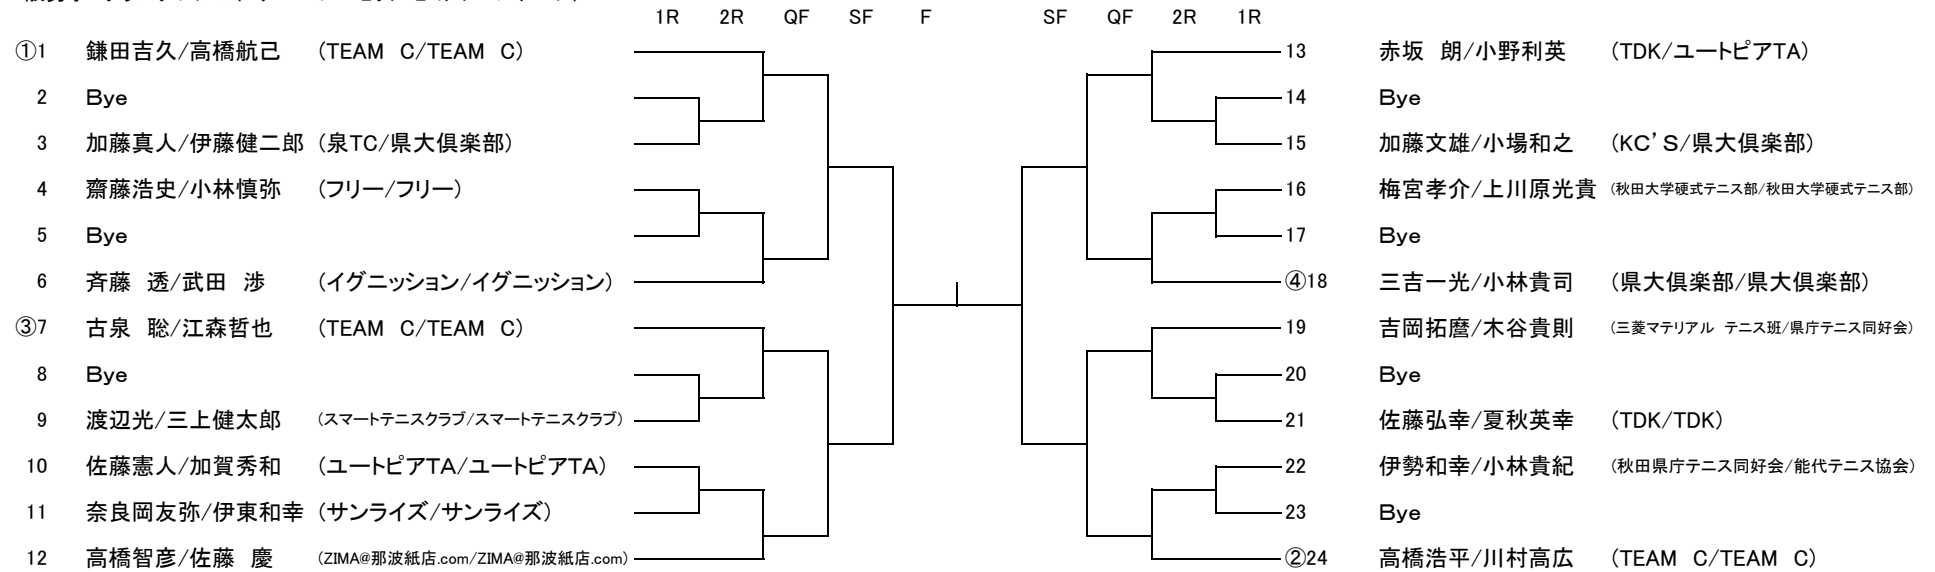 1R 2R QF SF F SF QF 2R 1R
①1 鎌田吉久/高橋航己 (TEAM C/TEAM C)
2 Bye
3 加藤真人/伊藤健二郎 (泉TC/県大倶楽部)
4 齋藤浩史/小林慎弥 (フリー/フリー)
5 Bye
6 斉藤 透/武田 渉 (イグニッション/イグニッション)
③7 古泉 聡/江森哲也 (TEAM C/TEAM C)
8 Bye
9 渡辺光/三上健太郎 (スマートテニスクラブ/スマートテニスクラブ)
10 佐藤憲人/加賀秀和 (ユートピアTA/ユートピアTA)
11 奈良岡友弥/伊東和幸 (サンライズ/サンライズ)
12 高橋智彦/佐藤 慶 (ZIMA@那波紙店.com/ZIMA@那波紙店.com)
13 赤坂 朗/小野利英 (TDK/ユートピアTA)
14 Bye
15 加藤文雄/小場和之 (KC'S/県大倶楽部)
16 梅宮孝介/上川原光貴 (秋田大学硬式テニス部/秋田大学硬式テニス部)
17 Bye
④18 三吉一光/小林貴司 (県大倶楽部/県大倶楽部)
19 吉岡拓麿/木谷貴則 (三菱マテリアル テニス班/県庁テニス同好会)
20 Bye
21 佐藤弘幸/夏秋英幸 (TDK/TDK)
22 伊勢和幸/小林貴紀 (秋田県庁テニス同好会/能代テニス協会)
23 Bye
②24 高橋浩平/川村高広 (TEAM C/TEAM C)